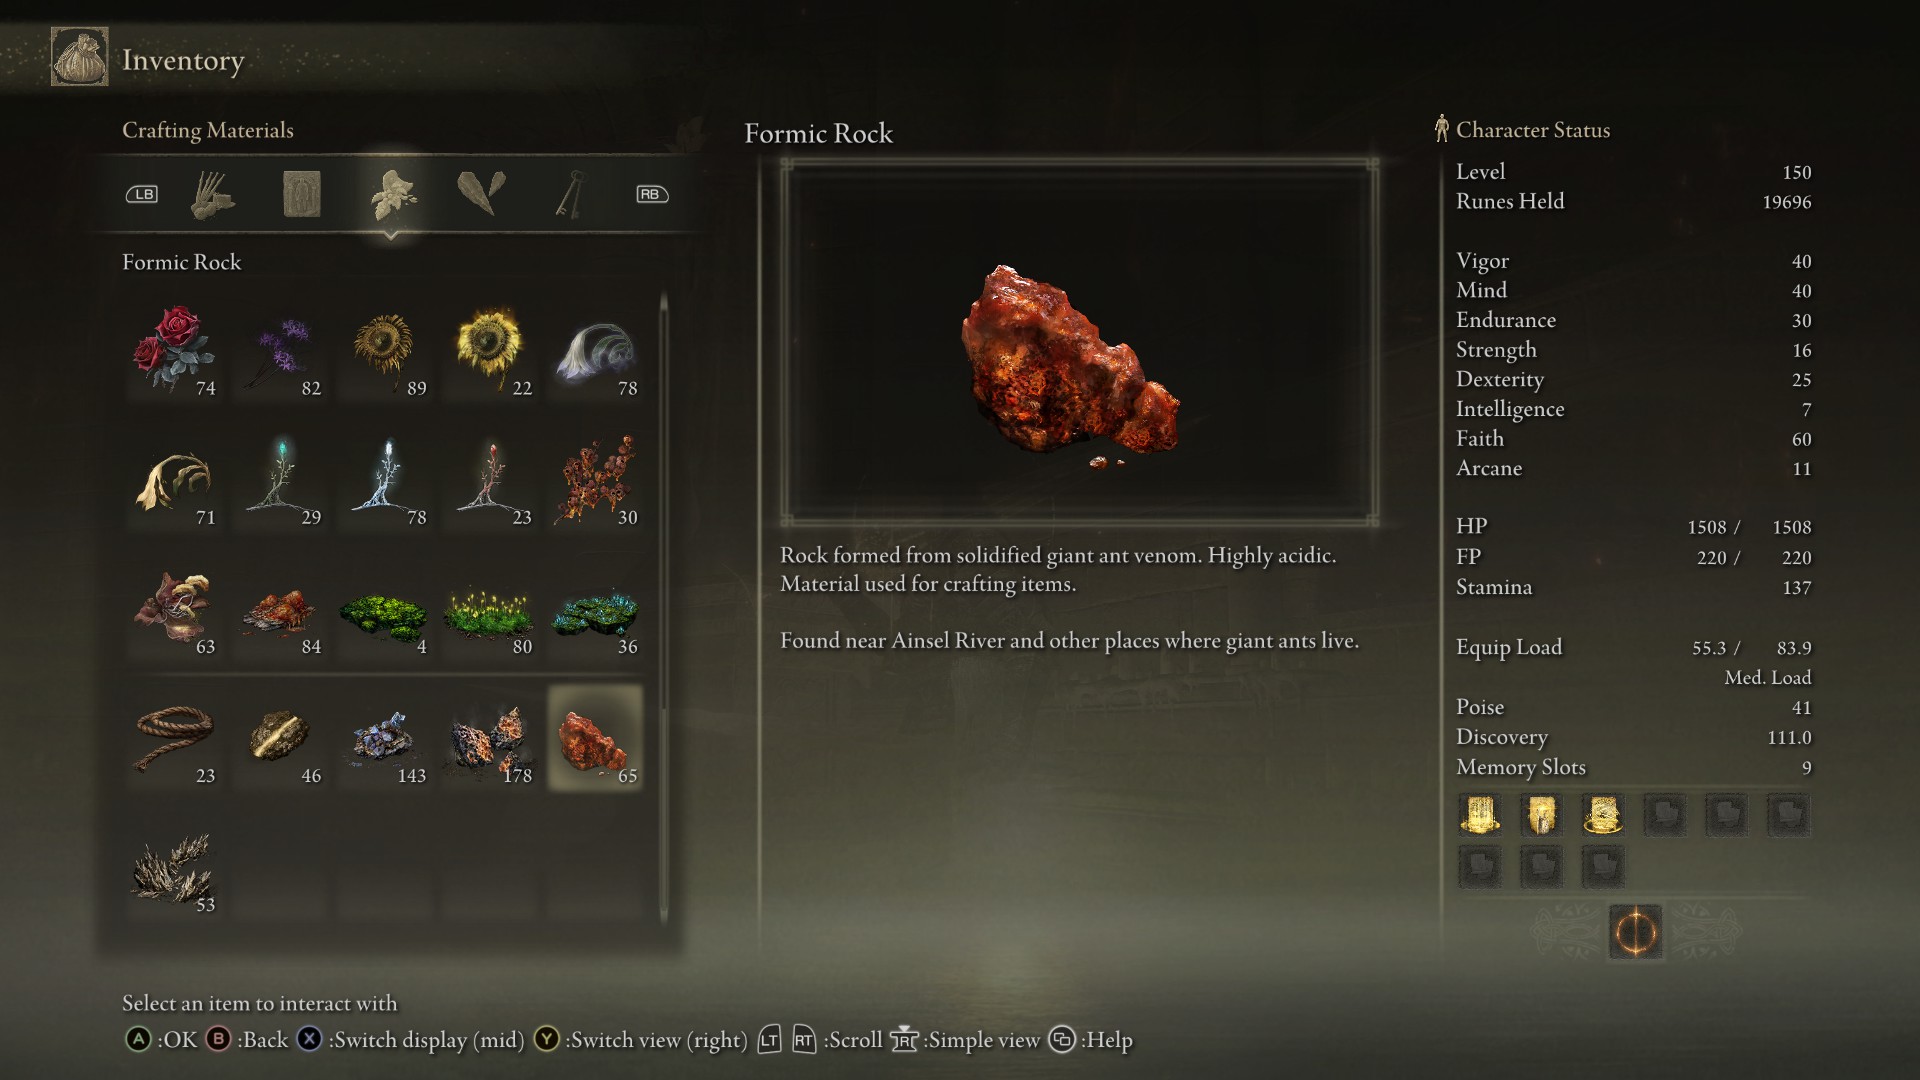 Inventory
Crafting Materials
LB
RB
Formic Rock
74 82 89 22 78
71 29 78 23 30
63 84 4 80 36
23 46 143 178 65
53
Formic Rock
Rock formed from solidified giant ant venom. Highly acidic.
Material used for crafting items.
Found near Ainsel River and other places where giant ants live.
Character Status
Level 150
Runes Held 19696
Vigor 40
Mind 40
Endurance 30
Strength 16
Dexterity 25
Intelligence 7
Faith 60
Arcane 11
HP 1508 / 1508
FP 220 / 220
Stamina 137
Equip Load 55.3 / 83.9
Med. Load
Poise 41
Discovery 111.0
Memory Slots 9
Select an item to interact with
A :OK B :Back X :Switch display (mid) Y :Switch view (right) LT RT :Scroll R :Simple view :Help